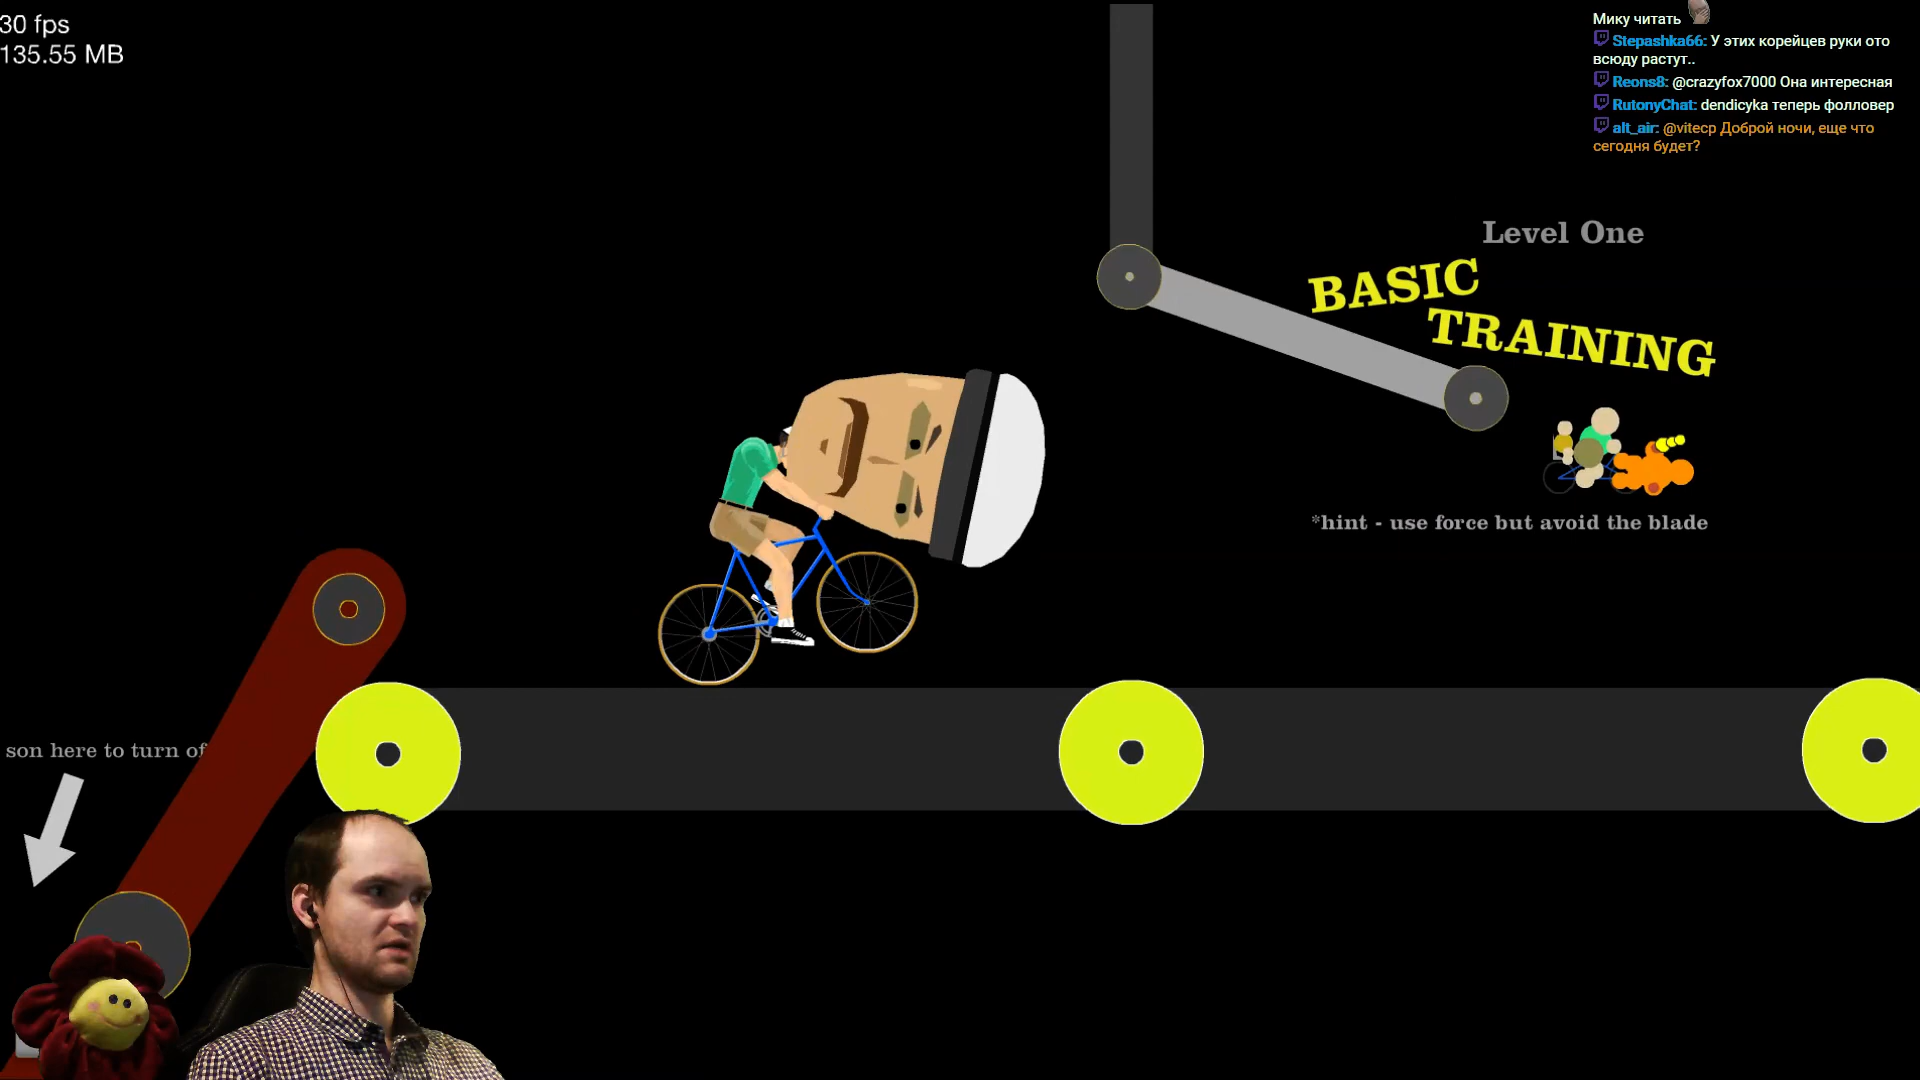 30 fps
135.55 MB
Мику читать
Stepashka66: У этих корейцев руки ото
всюду растут..
Reons8: @crazyfox7000 Она интересная
RutonyChat: dendicyka теперь фолловер
alt_air: @vitecp Доброй ночи, еще что
сегодня будет?
Level One
BASIC
TRAINING
*hint - use force but avoid the blade
son here to turn of